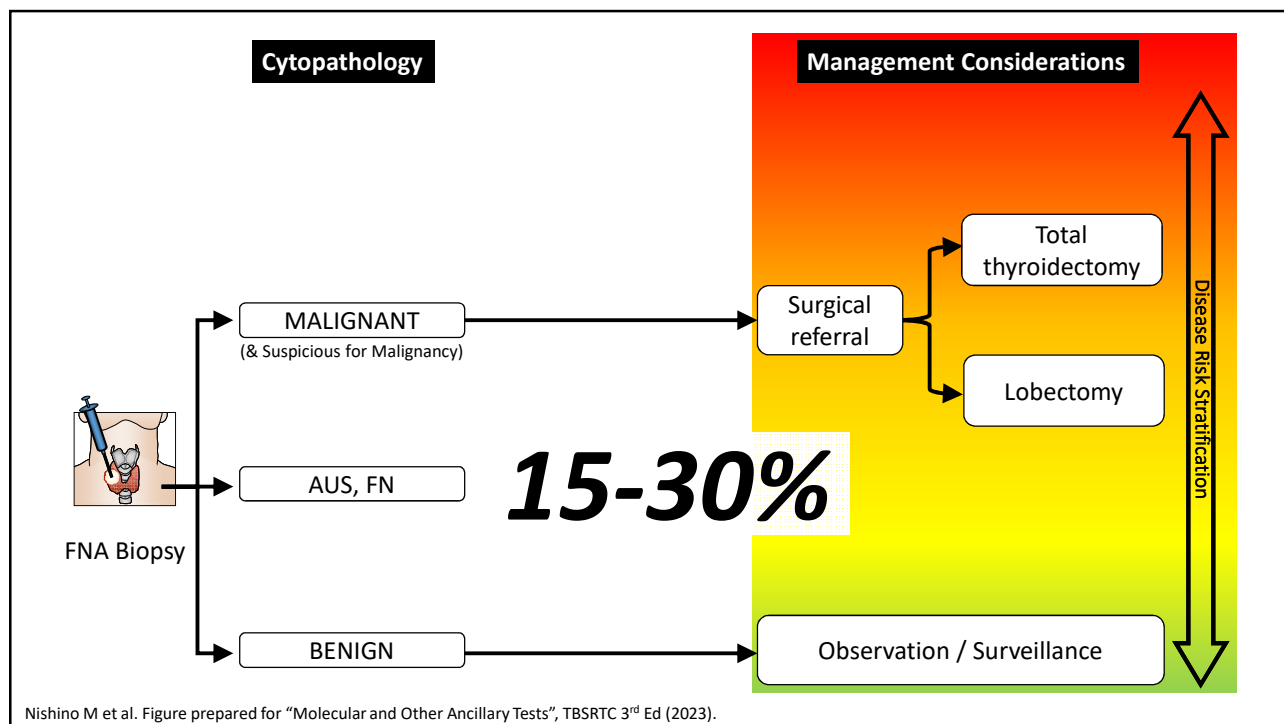 Cytopathology
Management Considerations
Total
thyroidectomy
MALIGNANT
(& Suspicious for Malignancy)
Surgical
referral
Lobectomy
Disease Risk Stratification
FNA Biopsy
AUS, FN
15-30%
BENIGN
Observation / Surveillance
Nishino M et al. Figure prepared for “Molecular and Other Ancillary Tests”, TBSRTC 3rd Ed (2023).